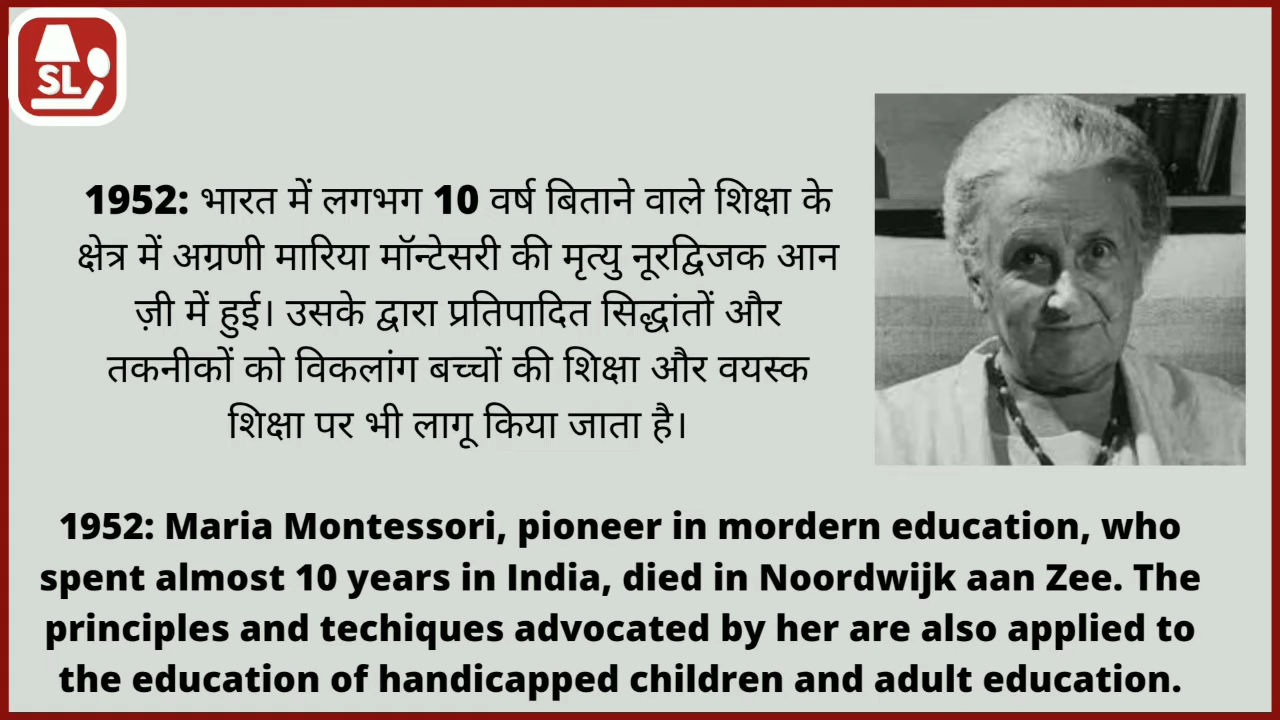 SL
1952: भारत में लगभग 10 वर्ष बिताने वाले शिक्षा के
क्षेत्र में अग्रणी मारिया मॉन्टेसरी की मृत्यु नूरद्विजक आन
ज़ी में हुई। उसके द्वारा प्रतिपादित सिद्धांतों और
तकनीकों को विकलांग बच्चों की शिक्षा और वयस्क
शिक्षा पर भी लागू किया जाता है।
1952: Maria Montessori, pioneer in mordern education, who
spent almost 10 years in India, died in Noordwijk aan Zee. The
principles and techiques advocated by her are also applied to
the education of handicapped children and adult education.